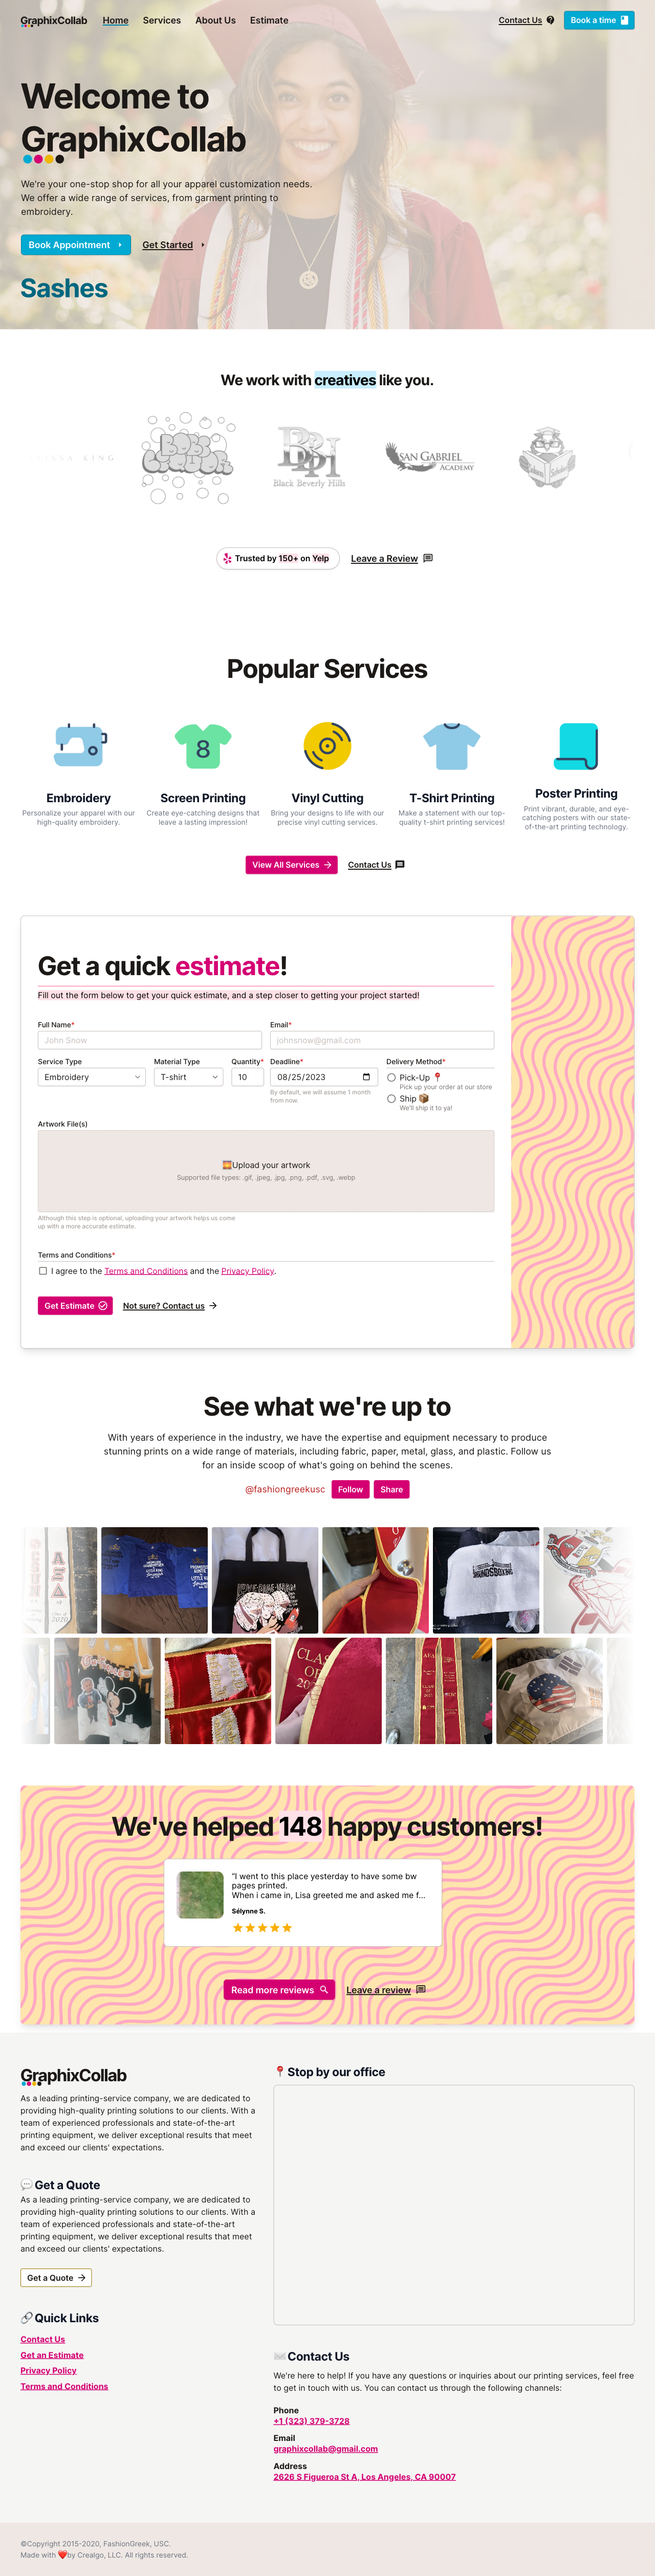 GraphixCollab
Home
Services
About Us
Estimate
Contact Us
Book a time
Welcome to
GraphixCollab
We're your one-stop shop for all your apparel customization needs.
We offer a wide range of services, from garment printing to
embroidery.
Book Appointment
Get Started
Sashes
We work with creatives like you.
KING
BBH
Black Beverly Hills
SAN GABRIEL
ACADEMY
Trusted by 150+ on Yelp
Leave a Review
Popular Services
8
Embroidery
Personalize your apparel with our
high-quality embroidery.
Screen Printing
Create eye-catching designs that
leave a lasting impression!
Vinyl Cutting
Bring your designs to life with our
precise vinyl cutting services.
T-Shirt Printing
Make a statement with our top-
quality t-shirt printing services!
Poster Printing
Print vibrant, durable, and eye-
catching posters with our state-
of-the-art printing technology.
View All Services
Contact Us
Get a quick estimate!
Fill out the form below to get your quick estimate, and a step closer to getting your project started!
Full Name*
John Snow
Email*
johnsnow@gmail.com
Service Type
Embroidery
Material Type
T-shirt
Quantity*
10
Deadline*
08/25/2023
By default, we will assume 1 month
from now.
Delivery Method*
Pick-Up 📍
Pick up your order at our store
Ship 📦
We'll ship it to ya!
Artwork File(s)
🌇Upload your artwork
Supported file types: .gif, .jpeg, .jpg, .png, .pdf, .svg, .webp
Although this step is optional, uploading your artwork helps us come
up with a more accurate estimate.
Terms and Conditions*
I agree to the Terms and Conditions and the Privacy Policy.
Get Estimate
Not sure? Contact us
See what we're up to
With years of experience in the industry, we have the expertise and equipment necessary to produce
stunning prints on a wide range of materials, including fabric, paper, metal, glass, and plastic. Follow us
for an inside scoop of what's going on behind the scenes.
@fashiongreekusc
Follow
Share
CLASS
OF
We've helped 148 happy customers!
"I went to this place yesterday to have some bw
pages printed.
When i came in, Lisa greeted me and asked me f...
Sélynne S.
Read more reviews
Leave a review
GraphixCollab
As a leading printing-service company, we are dedicated to
providing high-quality printing solutions to our clients. With a
team of experienced professionals and state-of-the-art
printing equipment, we deliver exceptional results that meet
and exceed our clients' expectations.
💬 Get a Quote
As a leading printing-service company, we are dedicated to
providing high-quality printing solutions to our clients. With a
team of experienced professionals and state-of-the-art
printing equipment, we deliver exceptional results that meet
and exceed our clients' expectations.
Get a Quote
🔗 Quick Links
Contact Us
Get an Estimate
Privacy Policy
Terms and Conditions
📍 Stop by our office
✉️ Contact Us
We're here to help! If you have any questions or inquiries about our printing services, feel free
to get in touch with us. You can contact us through the following channels:
Phone
+1 (323) 379-3728
Email
graphixcollab@gmail.com
Address
2626 S Figueroa St A, Los Angeles, CA 90007
©Copyright 2015-2020, FashionGreek, USC.
Made with ❤️by Crealgo, LLC. All rights reserved.